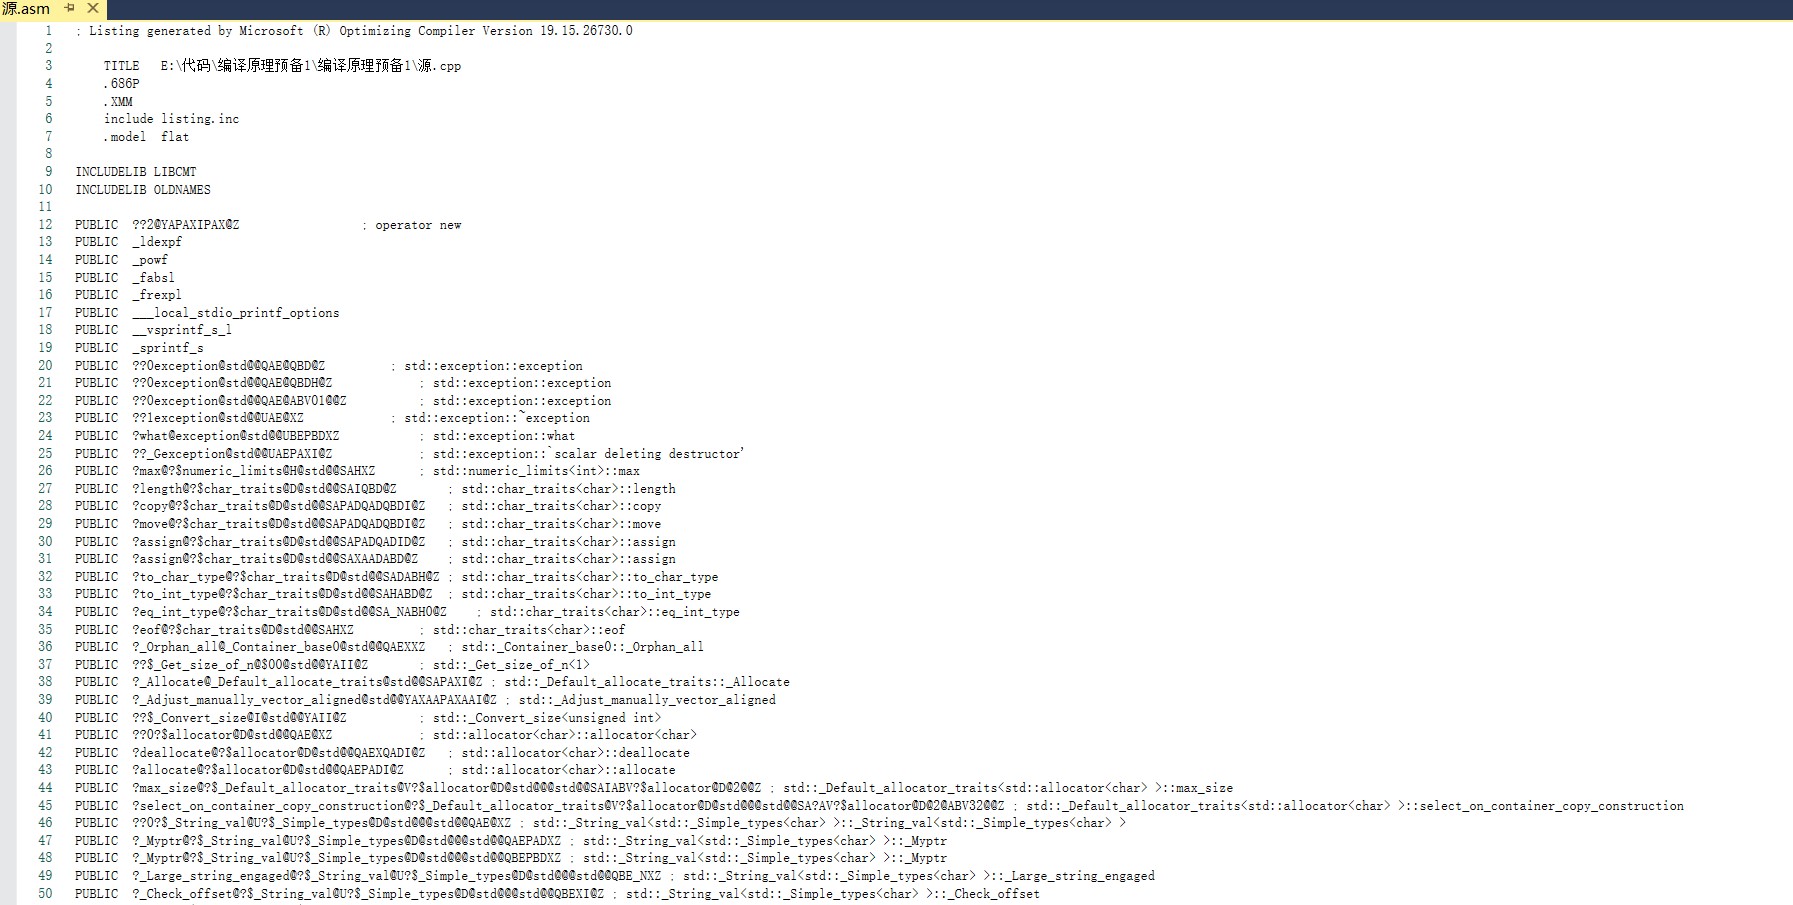 源.asm
1 ; Listing generated by Microsoft (R) Optimizing Compiler Version 19.15.26730.0
2
3 TITLE E:\代码\编译原理预备1\编译原理预备1\源.cpp
4 .686P
5 .XMM
6 include listing.inc
7 .model flat
8
9 INCLUDELIB LIBCMT
10 INCLUDELIB OLDNAMES
11
12 PUBLIC ??2@YAPAXIPAX@Z ; operator new
13 PUBLIC _ldexpf
14 PUBLIC _powf
15 PUBLIC _fabsl
16 PUBLIC _frexpl
17 PUBLIC ___local_stdio_printf_options
18 PUBLIC __vsprintf_s_l
19 PUBLIC _sprintf_s
20 PUBLIC ??0exception@std@@QAE@QBD@Z ; std::exception::exception
21 PUBLIC ??0exception@std@@QAE@QBDH@Z ; std::exception::exception
22 PUBLIC ??0exception@std@@QAE@ABV01@@Z ; std::exception::exception
23 PUBLIC ??1exception@std@@UAE@XZ ; std::exception::~exception
24 PUBLIC ?what@exception@std@@UBEPBDXZ ; std::exception::what
25 PUBLIC ??_Gexception@std@@UAEPAXI@Z ; std::exception::`scalar deleting destructor'
26 PUBLIC ?max@?$numeric_limits@H@std@@SAHXZ ; std::numeric_limits<int>::max
27 PUBLIC ?length@?$char_traits@D@std@@SAIQBD@Z ; std::char_traits<char>::length
28 PUBLIC ?copy@?$char_traits@D@std@@SAPADQADQBDI@Z ; std::char_traits<char>::copy
29 PUBLIC ?move@?$char_traits@D@std@@SAPADQADQBDI@Z ; std::char_traits<char>::move
30 PUBLIC ?assign@?$char_traits@D@std@@SAPADQADID@Z ; std::char_traits<char>::assign
31 PUBLIC ?assign@?$char_traits@D@std@@SAXAADABD@Z ; std::char_traits<char>::assign
32 PUBLIC ?to_char_type@?$char_traits@D@std@@SADABH@Z ; std::char_traits<char>::to_char_type
33 PUBLIC ?to_int_type@?$char_traits@D@std@@SAHABD@Z ; std::char_traits<char>::to_int_type
34 PUBLIC ?eq_int_type@?$char_traits@D@std@@SA_NABH0@Z ; std::char_traits<char>::eq_int_type
35 PUBLIC ?eof@?$char_traits@D@std@@SAHXZ ; std::char_traits<char>::eof
36 PUBLIC ?_Orphan_all@_Container_base0@std@@QAEXXZ ; std::_Container_base0::_Orphan_all
37 PUBLIC ??$_Get_size_of_n@$00@std@@YAII@Z ; std::_Get_size_of_n<1>
38 PUBLIC ?_Allocate@_Default_allocate_traits@std@@SAPAXI@Z ; std::_Default_allocate_traits::_Allocate
39 PUBLIC ?_Adjust_manually_vector_aligned@std@@YAXAAPAXAAI@Z ; std::_Adjust_manually_vector_aligned
40 PUBLIC ??$_Convert_size@I@std@@YAII@Z ; std::_Convert_size<unsigned int>
41 PUBLIC ??0?$allocator@D@std@@QAE@XZ ; std::allocator<char>::allocator<char>
42 PUBLIC ?deallocate@?$allocator@D@std@@QAEXQADI@Z ; std::allocator<char>::deallocate
43 PUBLIC ?allocate@?$allocator@D@std@@QAEPADI@Z ; std::allocator<char>::allocate
44 PUBLIC ?max_size@?$_Default_allocator_traits@V?$allocator@D@std@@@std@@SAIABV?$allocator@D@2@@Z ; std::_Default_allocator_traits<std::allocator<char> >::max_size
45 PUBLIC ?select_on_container_copy_construction@?$_Default_allocator_traits@V?$allocator@D@std@@@std@@SA?AV?$allocator@D@2@ABV32@@Z ; std::_Default_allocator_traits<std::allocator<char> >::select_on_container_copy_construction
46 PUBLIC ??0?$_String_val@U?$_Simple_types@D@std@@@std@@QAE@XZ ; std::_String_val<std::_Simple_types<char> >::_String_val<std::_Simple_types<char> >
47 PUBLIC ?_Myptr@?$_String_val@U?$_Simple_types@D@std@@@std@@QAEPADXZ ; std::_String_val<std::_Simple_types<char> >::_Myptr
48 PUBLIC ?_Myptr@?$_String_val@U?$_Simple_types@D@std@@@std@@QBEPBDXZ ; std::_String_val<std::_Simple_types<char> >::_Myptr
49 PUBLIC ?_Large_string_engaged@?$_String_val@U?$_Simple_types@D@std@@@std@@QBE_NXZ ; std::_String_val<std::_Simple_types<char> >::_Large_string_engaged
50 PUBLIC ?_Check_offset@?$_String_val@U?$_Simple_types@D@std@@@std@@QBEXI@Z ; std::_String_val<std::_Simple_types<char> >::_Check_offset